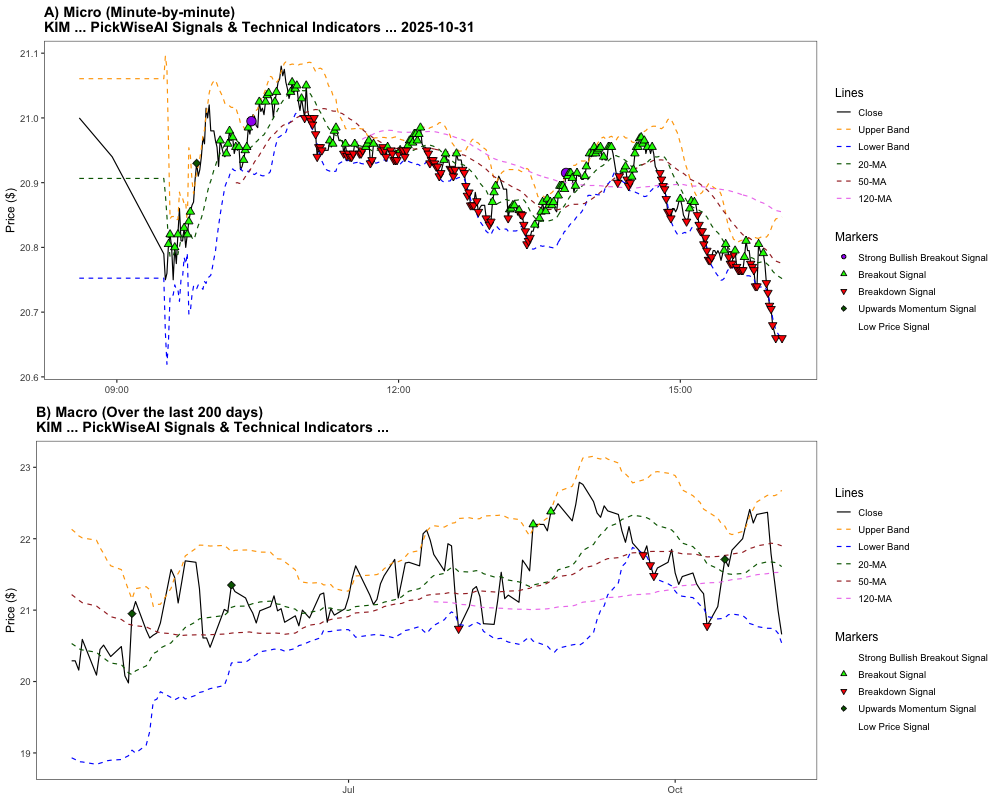 A) Micro (Minute-by-minute)
KIM ... PickWiseAI Signals & Technical Indicators ... 2025-10-31
Price ($)
21.1
21.0
20.9
20.8
20.7
20.6
09:00
12:00
15:00
Lines
Close
Upper Band
Lower Band
20-MA
50-MA
120-MA
Markers
Strong Bullish Breakout Signal
Breakout Signal
Breakdown Signal
Upwards Momentum Signal
Low Price Signal
B) Macro (Over the last 200 days)
KIM ... PickWiseAI Signals & Technical Indicators ...
Price ($)
23
22
21
20
19
Jul
Oct
Lines
Close
Upper Band
Lower Band
20-MA
50-MA
120-MA
Markers
Strong Bullish Breakout Signal
Breakout Signal
Breakdown Signal
Upwards Momentum Signal
Low Price Signal